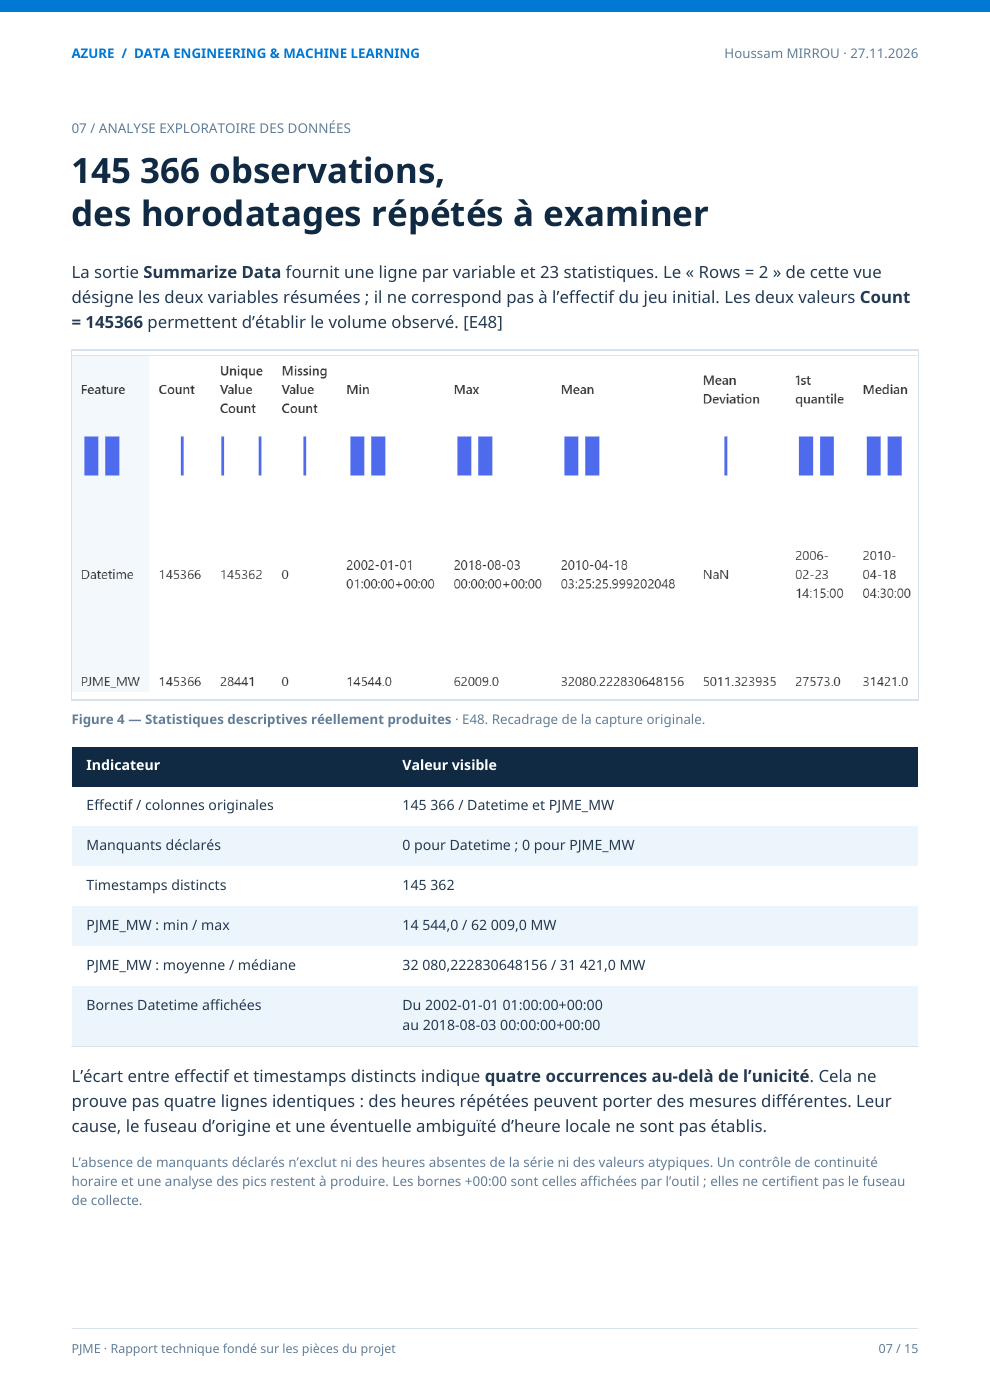 AZURE / DATA ENGINEERING & MACHINE LEARNING
Houssam MIRROU · 27.11.2026
07 / ANALYSE EXPLORATOIRE DES DONNÉES
145 366 observations,
des horodatages répétés à examiner
La sortie Summarize Data fournit une ligne par variable et 23 statistiques. Le « Rows = 2 » de cette vue
désigne les deux variables résumées ; il ne correspond pas à l’effectif du jeu initial. Les deux valeurs Count
= 145366 permettent d’établir le volume observé. [E48]
Feature Count Unique Value Count Missing Value Count Min Max Mean Mean Deviation 1st quantile Median
Datetime 145366 145362 0 2002-01-01 01:00:00+00:00 2018-08-03 00:00:00+00:00 2010-04-18 03:25:25.999202048 NaN 2006-02-23 14:15:00 2010-04-18 04:30:00
PJME_MW 145366 28441 0 14544.0 62009.0 32080.222830648156 5011.323935 27573.0 31421.0
Figure 4 — Statistiques descriptives réellement produites · E48. Recadrage de la capture originale.
Indicateur Valeur visible
Effectif / colonnes originales 145 366 / Datetime et PJME_MW
Manquants déclarés 0 pour Datetime ; 0 pour PJME_MW
Timestamps distincts 145 362
PJME_MW : min / max 14 544,0 / 62 009,0 MW
PJME_MW : moyenne / médiane 32 080,222830648156 / 31 421,0 MW
Bornes Datetime affichées Du 2002-01-01 01:00:00+00:00
au 2018-08-03 00:00:00+00:00
L’écart entre effectif et timestamps distincts indique quatre occurrences au-delà de l’unicité. Cela ne
prouve pas quatre lignes identiques : des heures répétées peuvent porter des mesures différentes. Leur
cause, le fuseau d’origine et une éventuelle ambiguïté d’heure locale ne sont pas établis.
L’absence de manquants déclarés n’exclut ni des heures absentes de la série ni des valeurs atypiques. Un contrôle de continuité
horaire et une analyse des pics restent à produire. Les bornes +00:00 sont celles affichées par l’outil ; elles ne certifient pas le fuseau
de collecte.
PJME · Rapport technique fondé sur les pièces du projet
07 / 15